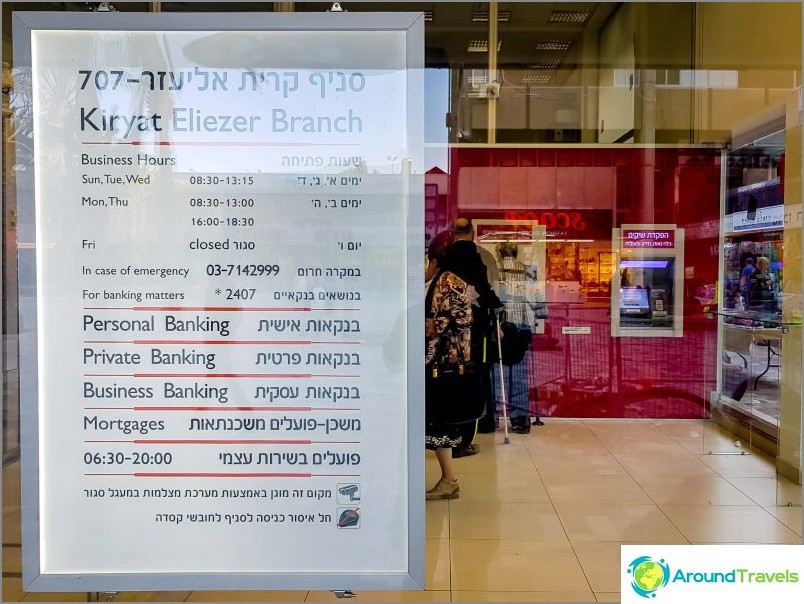 סניף קרית אליעזר-707
Kiryat Eliezer Branch
Business Hours שעות פתיחה
Sun,Tue,Wed 08:30-13:15 ימים א', ג', ד'
Mon,Thu 08:30-13:00 ימים ב', ה'
16:00-18:30
Fri closed סגור יום ו'
In case of emergency 03-7142999 במקרה חרום
For banking matters * 2407 בנושאים בנקאיים
Personal Banking בנקאות אישית
Private Banking בנקאות פרטית
Business Banking בנקאות עסקית
Mortgages משכן-פועלים משכנתאות
06:30-20:00 פועלים בשירות עצמי
מקום זה מוגן באמצעות מערכת מצלמות במעגל סגור
חל איסור כניסה לסניף לחובשי קסדה
SCOOP
הפקדת שיקים
AroundTravels